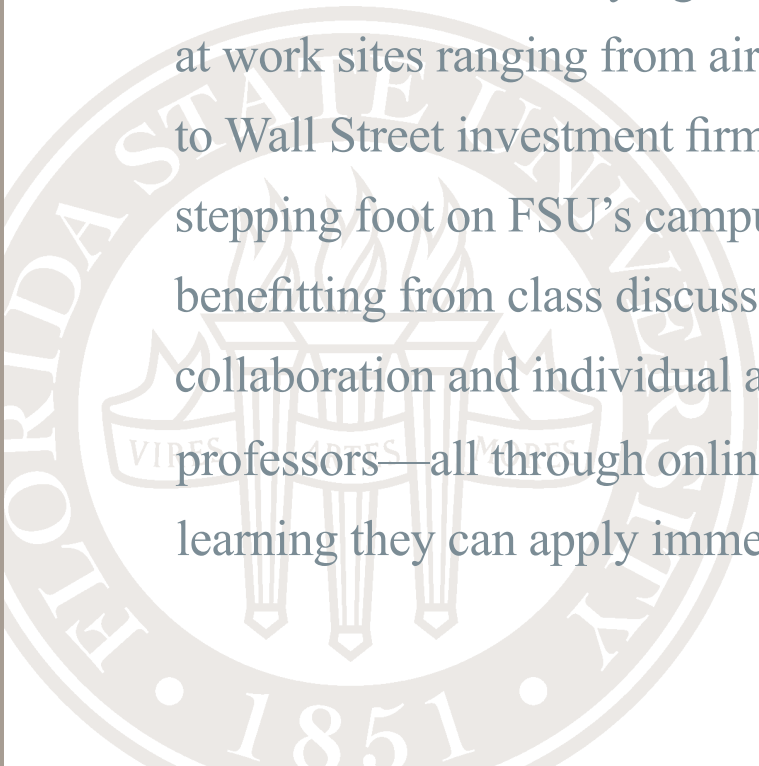 at work sites ranging from air
to Wall Street investment firm
stepping foot on FSU’s campu
benefitting from class discuss
collaboration and individual a
professors—all through onlin
learning they can apply imme
FLORIDA STATE UNIVERSITY
VIRES ARTES MORES
1851